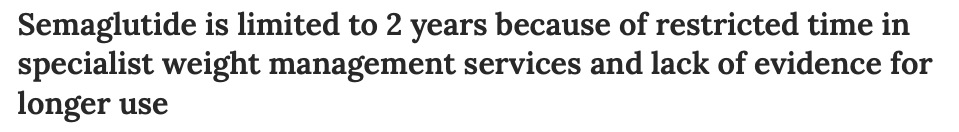 Semaglutide is limited to 2 years because of restricted time in
specialist weight management services and lack of evidence for
longer use